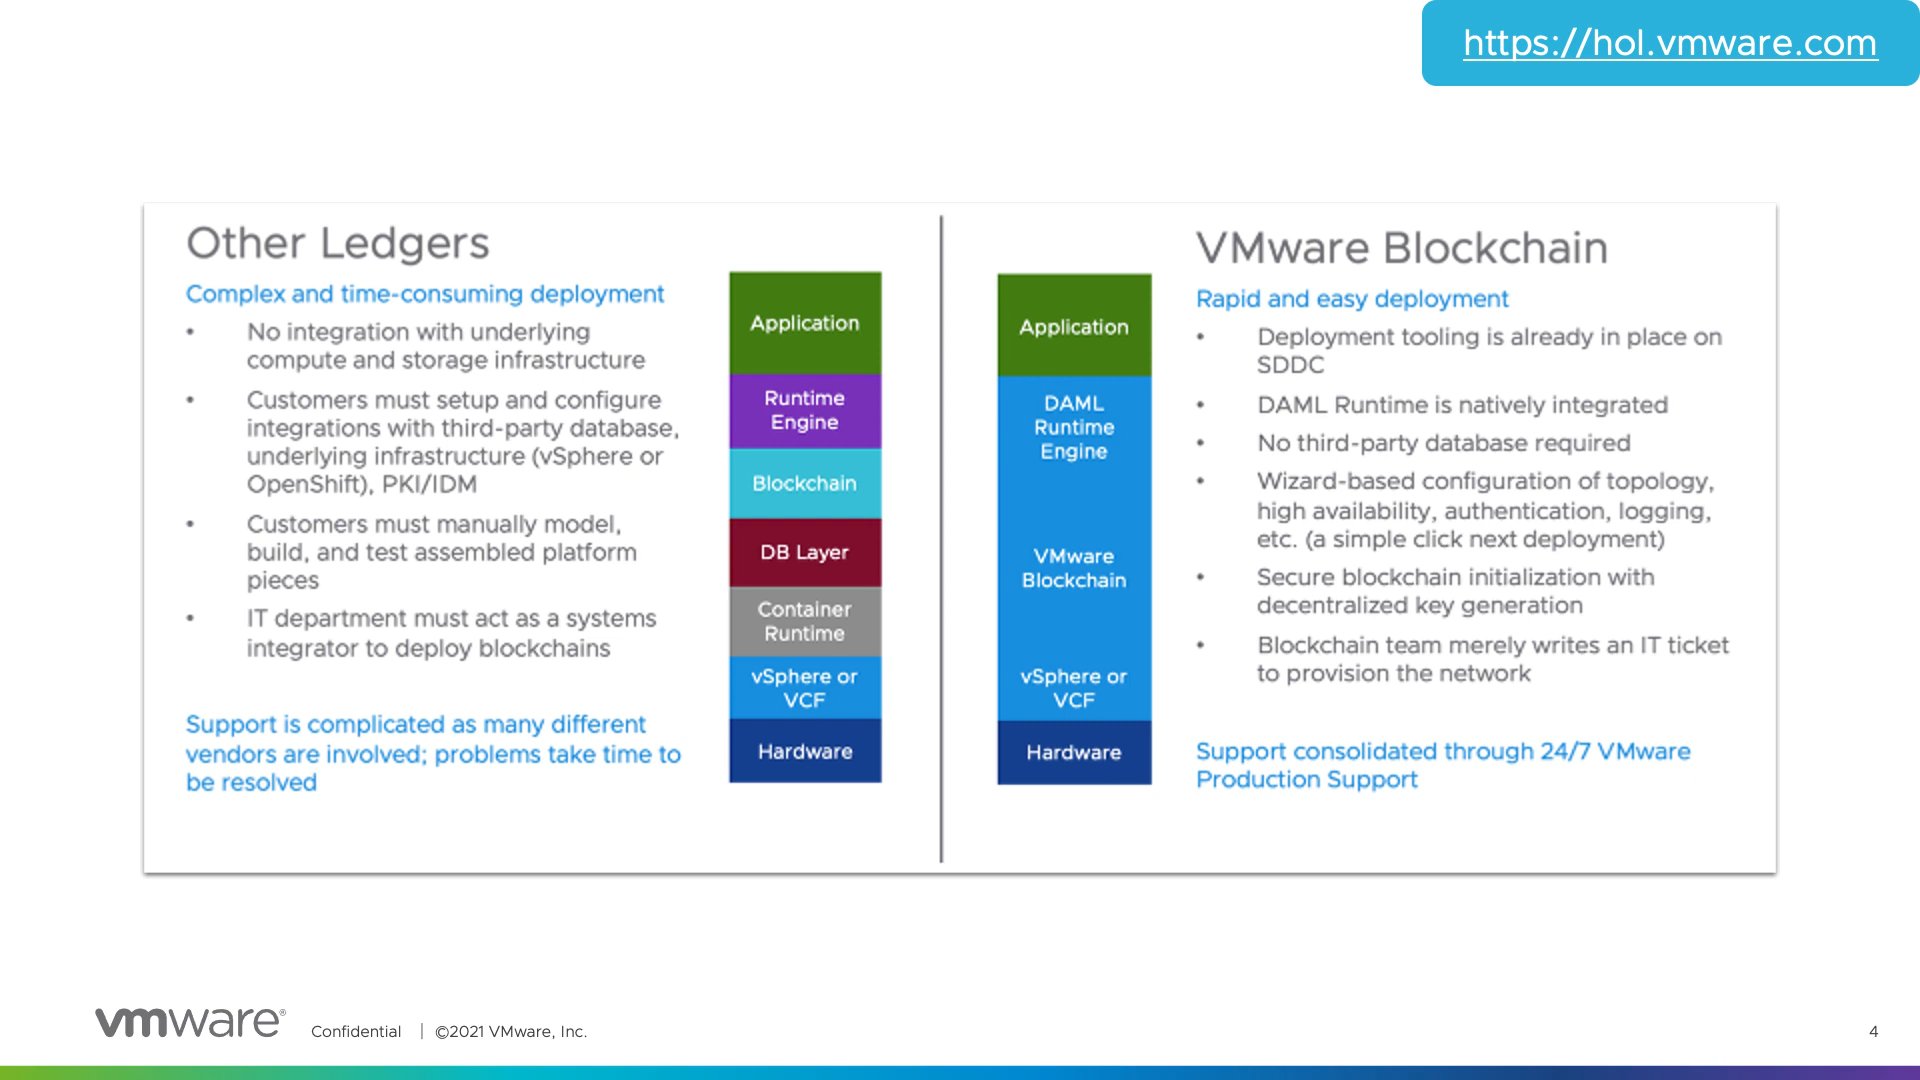 https://hol.vmware.com
Other Ledgers
Complex and time-consuming deployment
• No integration with underlying
compute and storage infrastructure
• Customers must setup and configure
integrations with third-party database,
underlying infrastructure (vSphere or
OpenShift), PKI/IDM
• Customers must manually model,
build, and test assembled platform
pieces
• IT department must act as a systems
integrator to deploy blockchains
Support is complicated as many different
vendors are involved; problems take time to
be resolved
Application
Runtime
Engine
Blockchain
DB Layer
Container
Runtime
vSphere or
VCF
Hardware
Application
DAML
Runtime
Engine
VMware
Blockchain
vSphere or
VCF
Hardware
VMware Blockchain
Rapid and easy deployment
• Deployment tooling is already in place on
SDDC
• DAML Runtime is natively integrated
• No third-party database required
• Wizard-based configuration of topology,
high availability, authentication, logging,
etc. (a simple click next deployment)
• Secure blockchain initialization with
decentralized key generation
• Blockchain team merely writes an IT ticket
to provision the network
Support consolidated through 24/7 VMware
Production Support
vmware® Confidential | ©2021 VMware, Inc.
4